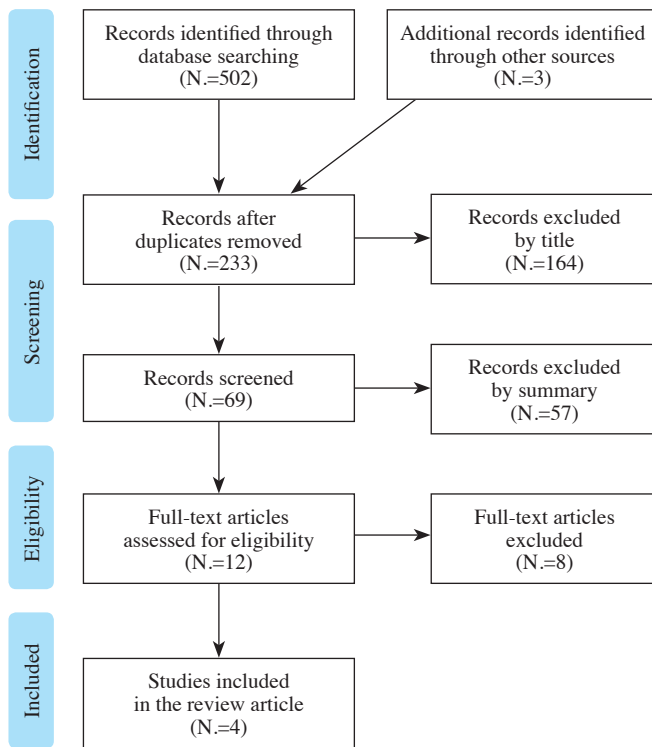 Identification
Records identified through
database searching
(N.=502)
Additional records identified
through other sources
(N.=3)
Screening
Records after
duplicates removed
(N.=233)
Records excluded
by title
(N.=164)
Records screened
(N.=69)
Records excluded
by summary
(N.=57)
Eligibility
Full-text articles
assessed for eligibility
(N.=12)
Full-text articles
excluded
(N.=8)
Included
Studies included
in the review article
(N.=4)